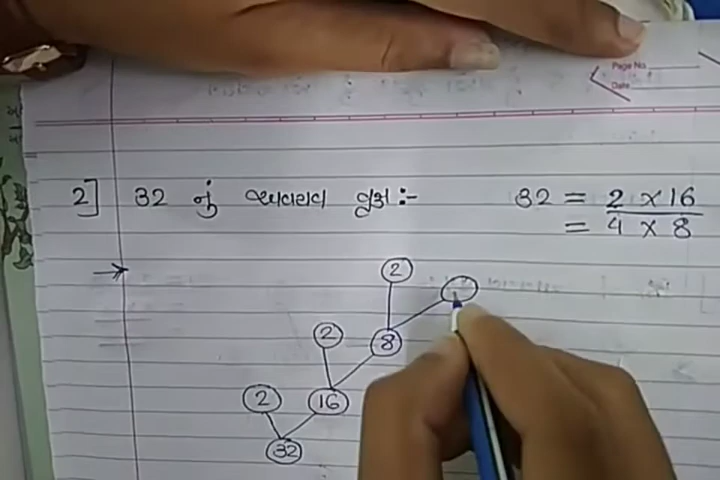 Page No.
Date
2] 32 નું અવયવ વૃક્ષ :- 32 = 2 × 16
= 4 × 8
2
2 8
2 16
32